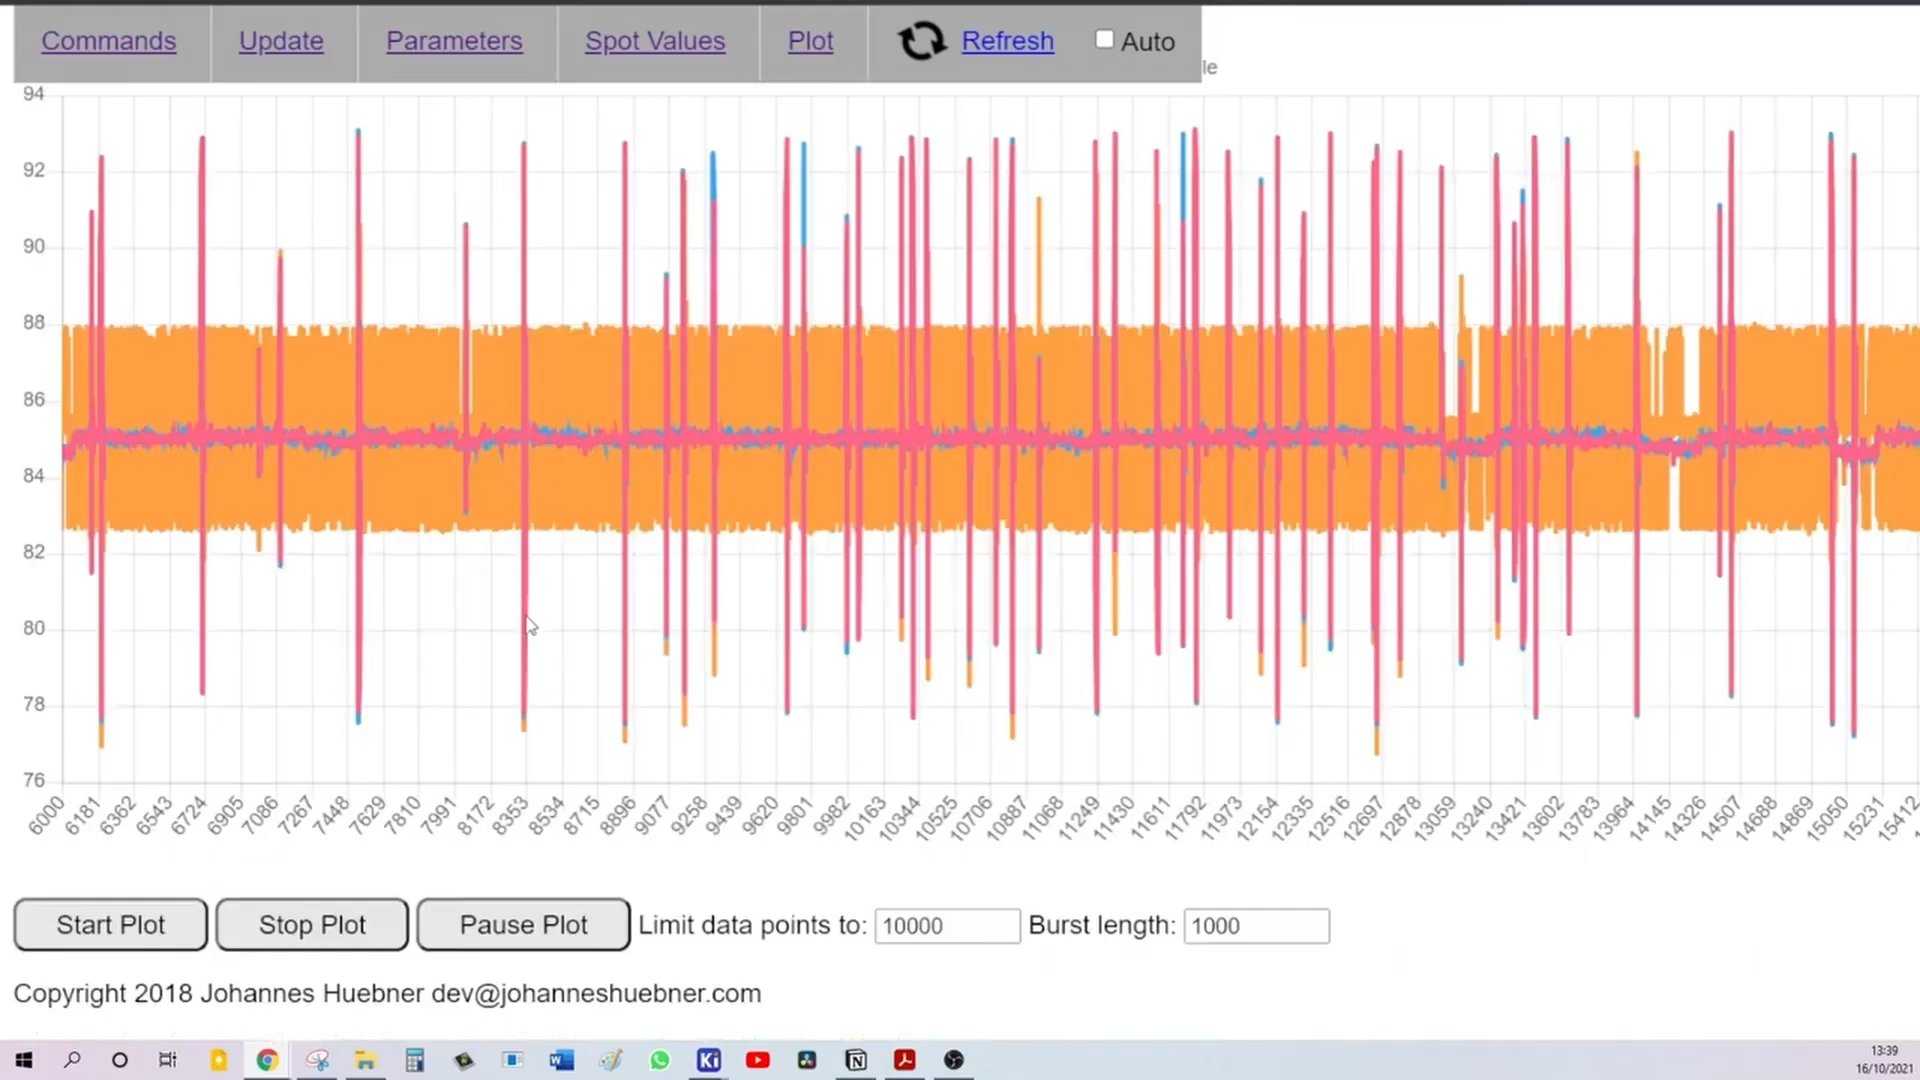 Commands Update Parameters Spot Values Plot Refresh Auto
le
94
92
90
88
86
84
82
80
78
76
6000 6181 6362 6543 6724 6905 7086 7267 7448 7629 7810 7991 8172 8353 8534 8715 8896 9077 9258 9439 9620 9801 9982 10163 10344 10525 10706 10887 11068 11249 11430 11611 11792 11973 12154 12335 12516 12697 12878 13059 13240 13421 13602 13783 13964 14145 14326 14507 14688 14869 15050 15231 15412
Start Plot Stop Plot Pause Plot Limit data points to: 10000 Burst length: 1000
Copyright 2018 Johannes Huebner dev@johanneshuebner.com
Ki W N
13:39
16/10/2021